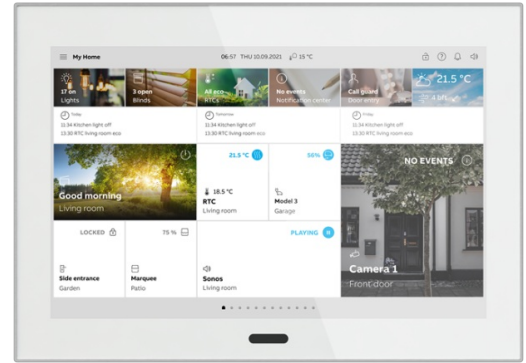 My Home
06:57 THU 10.09.2021 15 °C
17 on
Lights
3 open
Blinds
All eco
RTCs
No events
Notification center
Call guard
Door entry
21.5 °C
4 bft
Today
11:34 Kitchen light off
13:30 RTC living room eco
Tomorrow
11:34 Kitchen light off
13:30 RTC living room eco
Friday
11:34 Kitchen light off
13:30 RTC living room eco
Good morning
Living room
21.5 °C
18.5 °C
RTC
Living room
50%
Model 3
Garage
NO EVENTS
Camera 1
Front door
LOCKED
Side entrance
Garden
75 %
Marquee
Patio
PLAYING
Sonos
Living room